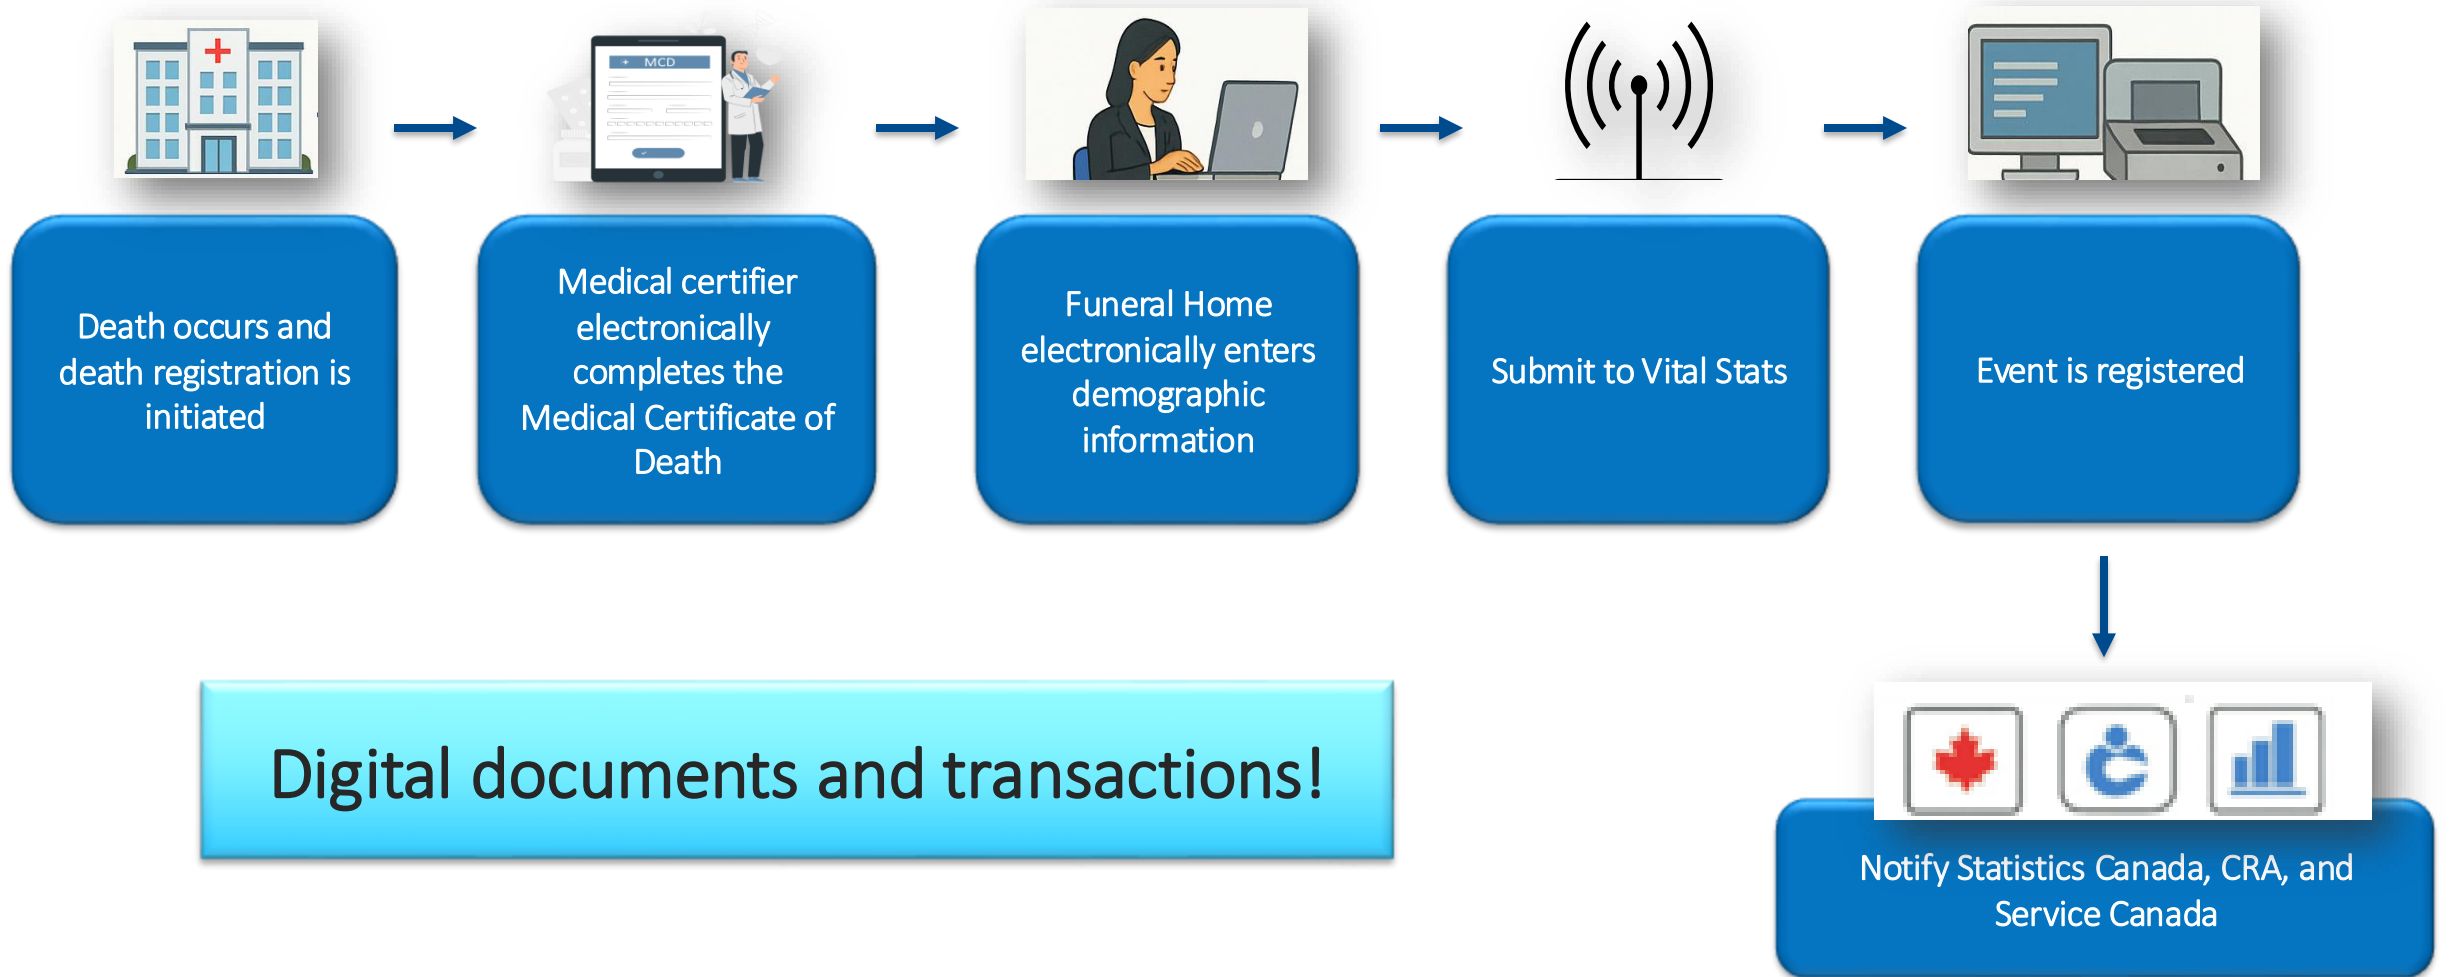 MCD
Death occurs and
death registration is
initiated
Medical certifier
electronically
completes the
Medical Certificate of
Death
Funeral Home
electronically enters
demographic
information
Submit to Vital Stats
Event is registered
Digital documents and transactions!
Notify Statistics Canada, CRA, and
Service Canada